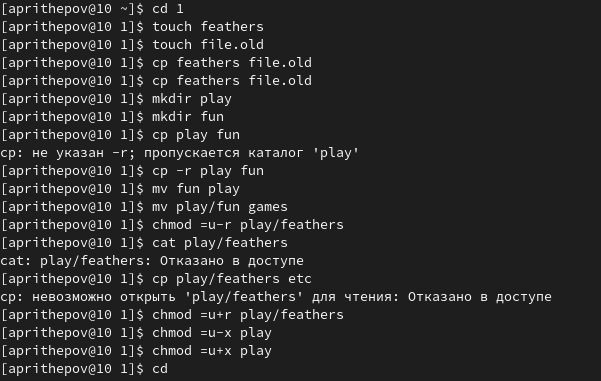 [aprithepov@10 ~]$ cd 1
[aprithepov@10 1]$ touch feathers
[aprithepov@10 1]$ touch file.old
[aprithepov@10 1]$ cp feathers file.old
[aprithepov@10 1]$ cp feathers file.old
[aprithepov@10 1]$ mkdir play
[aprithepov@10 1]$ mkdir fun
[aprithepov@10 1]$ cp play fun
cp: не указан -r; пропускается каталог 'play'
[aprithepov@10 1]$ cp -r play fun
[aprithepov@10 1]$ mv fun play
[aprithepov@10 1]$ mv play/fun games
[aprithepov@10 1]$ chmod =u-r play/feathers
[aprithepov@10 1]$ cat play/feathers
cat: play/feathers: Отказано в доступе
[aprithepov@10 1]$ cp play/feathers etc
cp: невозможно открыть 'play/feathers' для чтения: Отказано в доступе
[aprithepov@10 1]$ chmod =u+r play/feathers
[aprithepov@10 1]$ chmod =u-x play
[aprithepov@10 1]$ chmod =u+x play
[aprithepov@10 1]$ cd